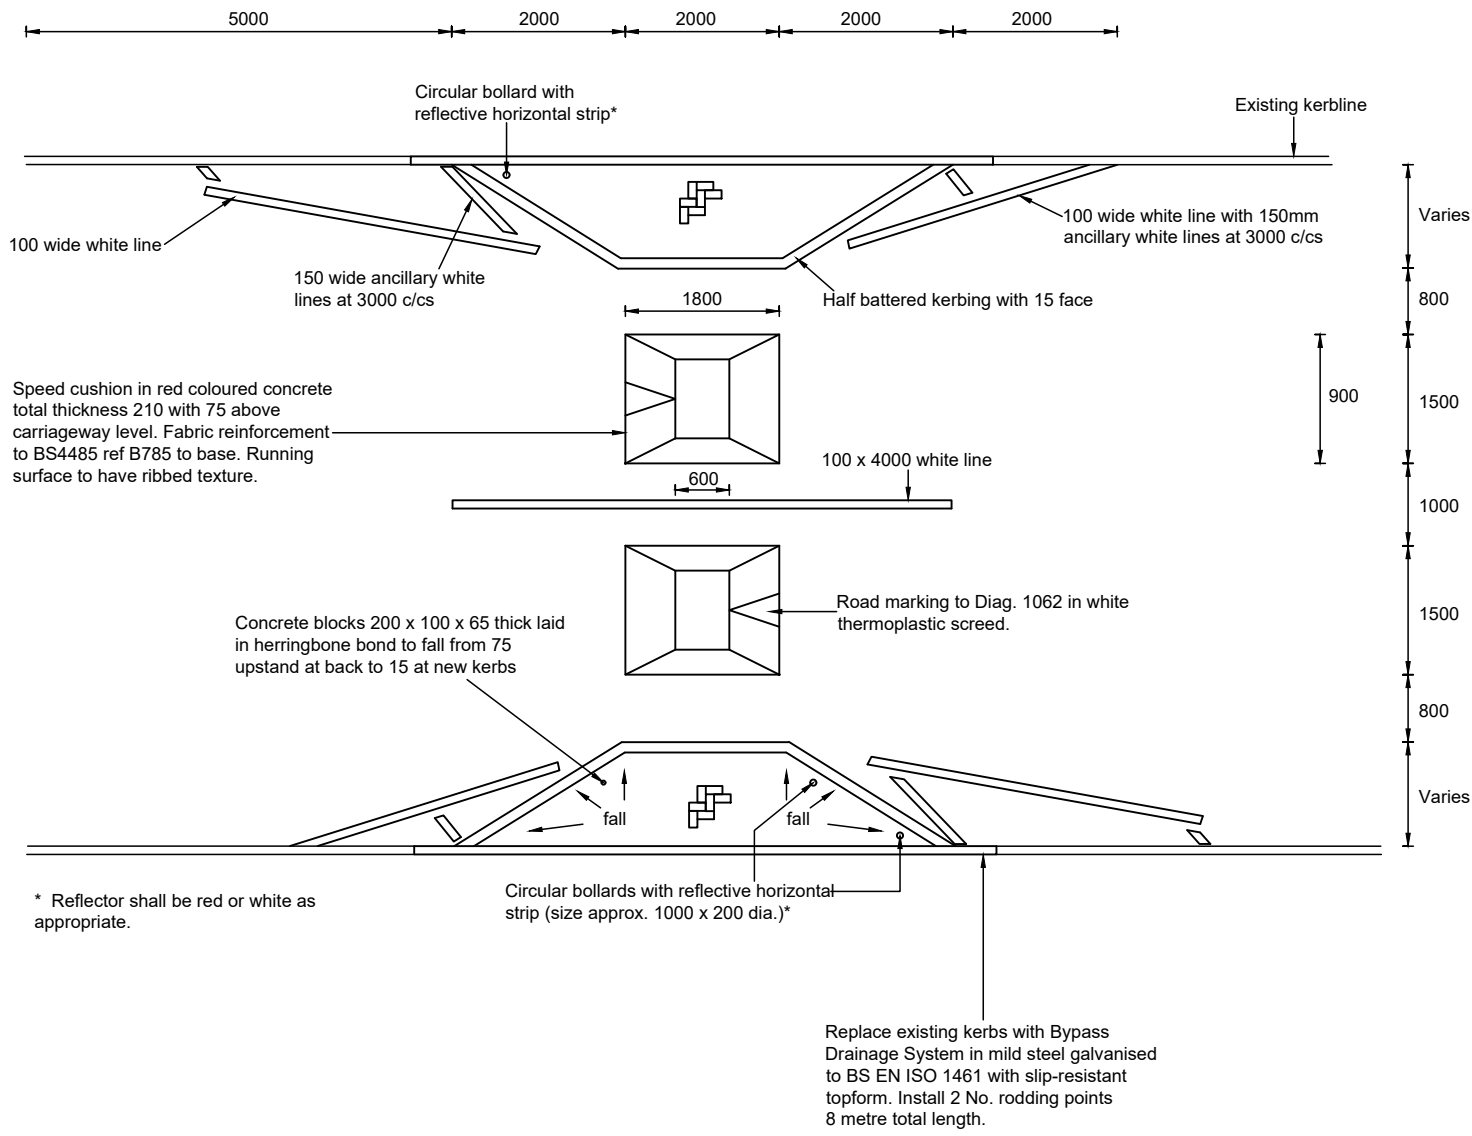 5000
2000
2000
2000
2000
Circular bollard with
reflective horizontal strip*
Existing kerbline
100 wide white line
150 wide ancillary white
lines at 3000 c/cs
100 wide white line with 150mm
ancillary white lines at 3000 c/cs
Varies
Half battered kerbing with 15 face
800
1800
Speed cushion in red coloured concrete
total thickness 210 with 75 above
carriageway level. Fabric reinforcement
to BS4485 ref B785 to base. Running
surface to have ribbed texture.
900
1500
100 x 4000 white line
600
1000
Concrete blocks 200 x 100 x 65 thick laid
in herringbone bond to fall from 75
upstand at back to 15 at new kerbs
Road marking to Diag. 1062 in white
thermoplastic screed.
1500
800
Varies
fall
fall
* Reflector shall be red or white as
appropriate.
Circular bollards with reflective horizontal
strip (size approx. 1000 x 200 dia.)*
Replace existing kerbs with Bypass
Drainage System in mild steel galvanised
to BS EN ISO 1461 with slip-resistant
topform. Install 2 No. rodding points
8 metre total length.